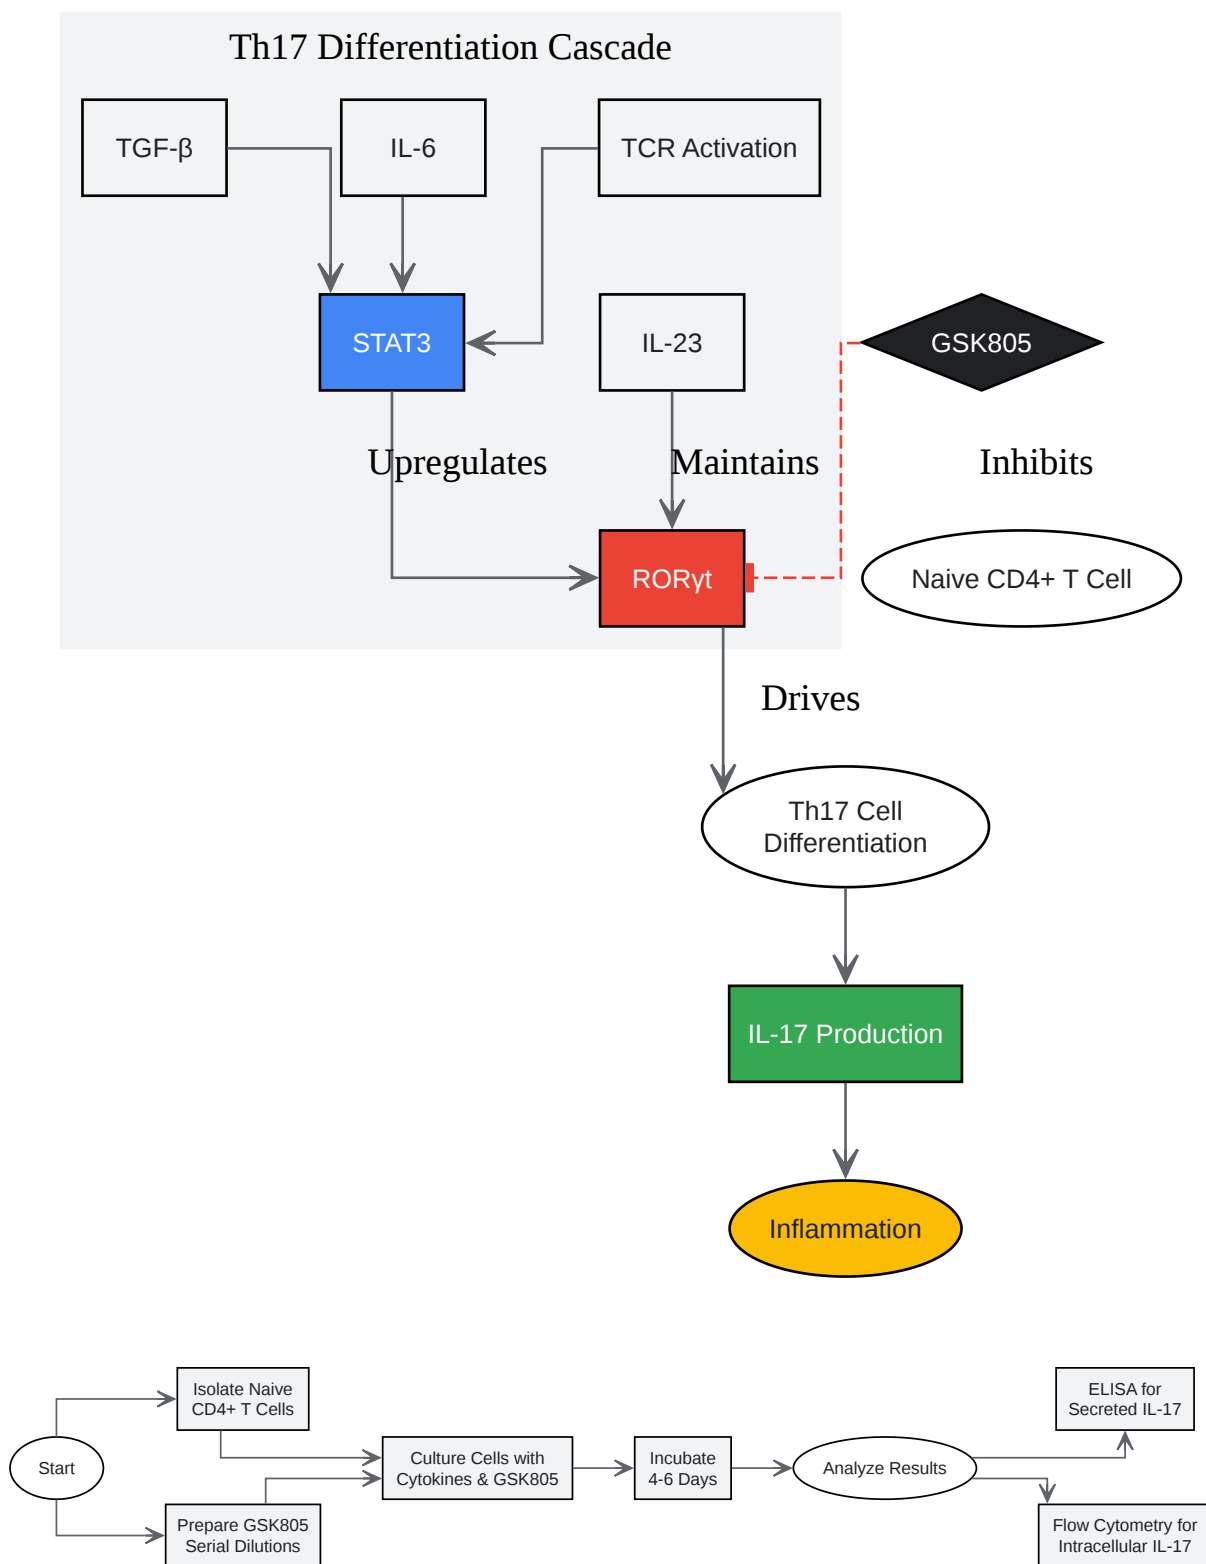 Th17 Differentiation Cascade
TGF-β
IL-6
TCR Activation
STAT3
IL-23
GSK805
Upregulates
Maintains
Inhibits
RORγt
Naive CD4+ T Cell
Drives
Th17 Cell
Differentiation
IL-17 Production
Inflammation
Start
Isolate Naive
CD4+ T Cells
Prepare GSK805
Serial Dilutions
Culture Cells with
Cytokines & GSK805
Incubate
4-6 Days
Analyze Results
ELISA for
Secreted IL-17
Flow Cytometry for
Intracellular IL-17